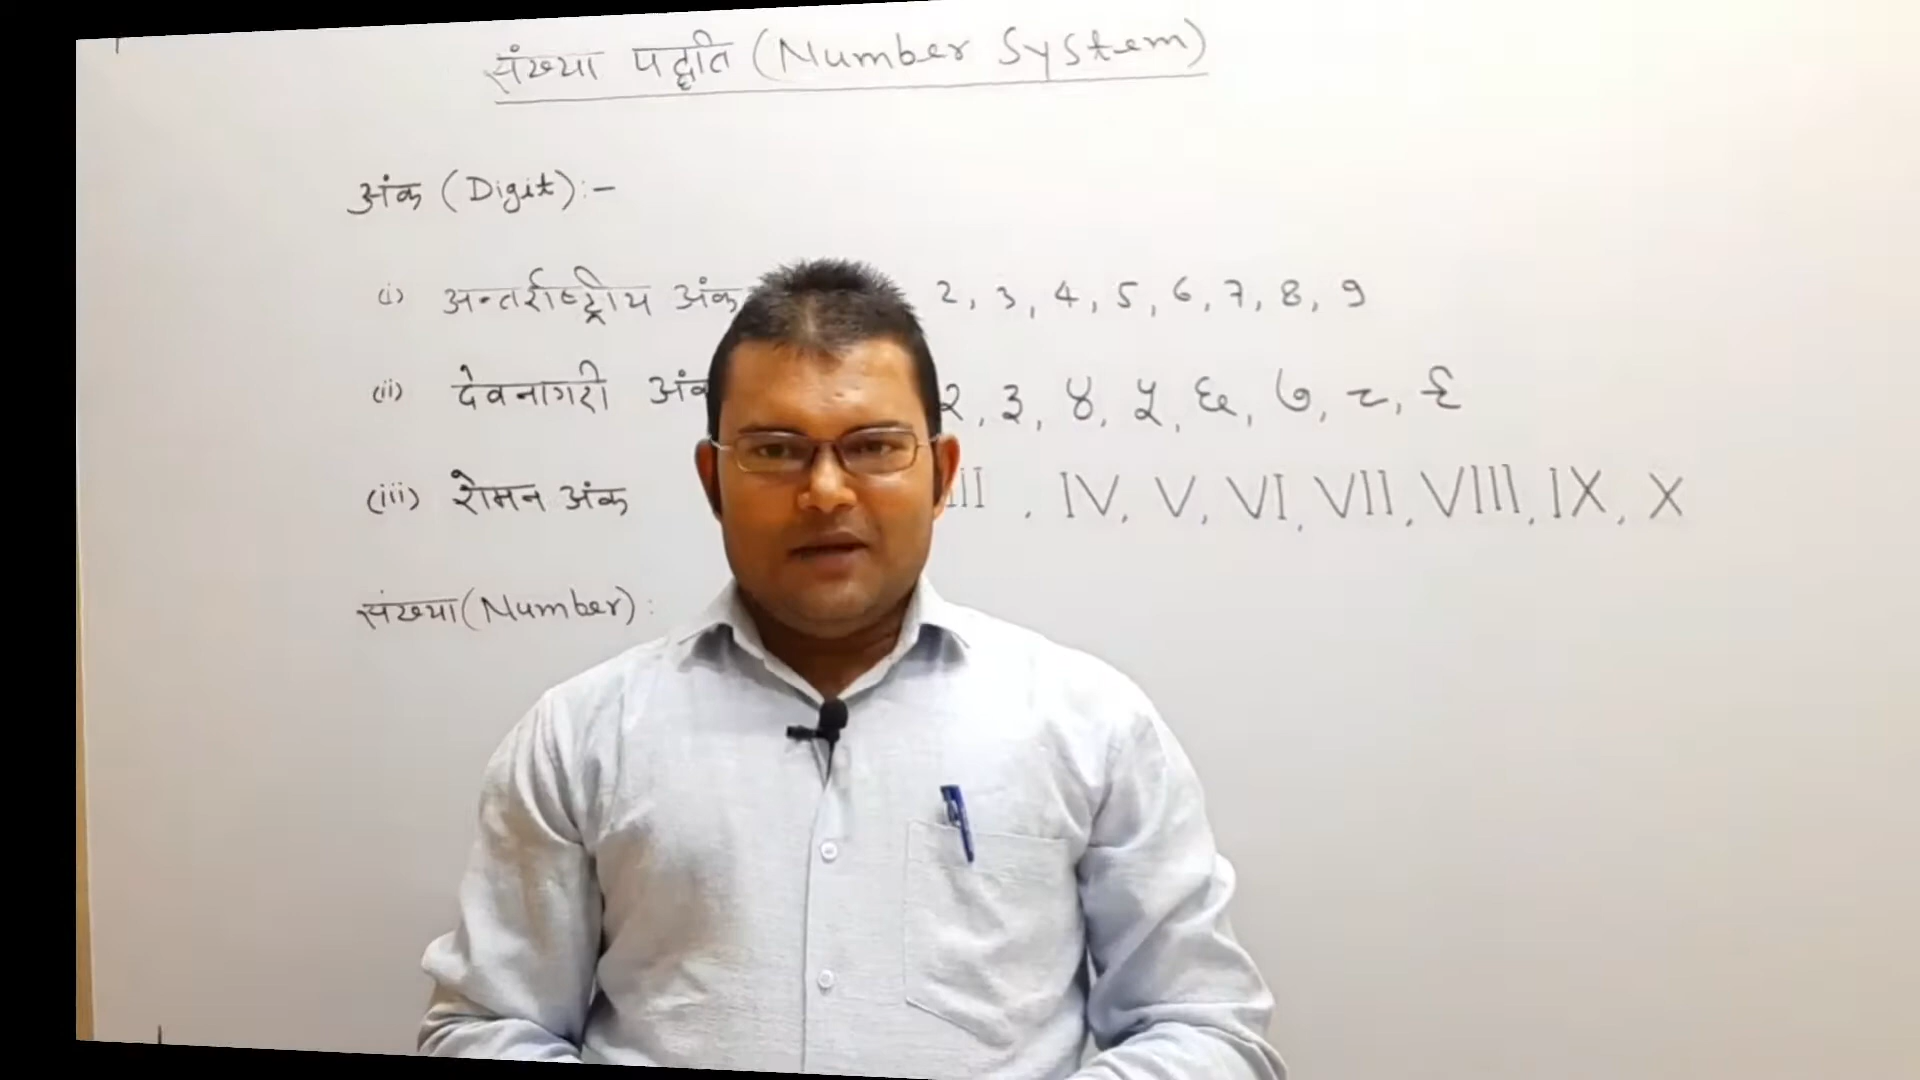 संख्या पद्धति (Number System)
अंक (Digit):-
(i) अन्तर्राष्ट्रीय अंक 2, 3, 4, 5, 6, 7, 8, 9
(ii) देवनागरी अंक २, ३, ४, ५, ६, ७, ८, ९
(iii) रोमन अंक III, IV, V, VI, VII, VIII, IX, X
संख्या (Number):